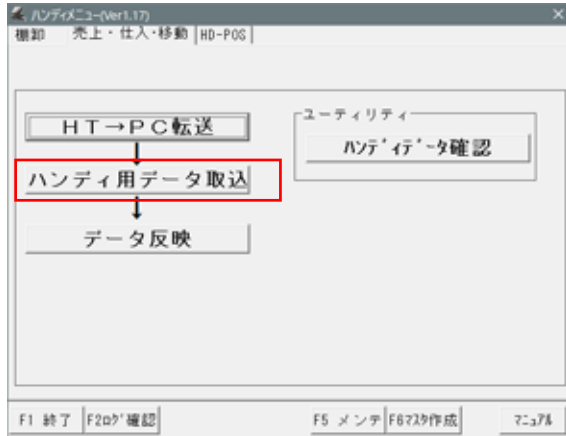 ハンディメニュー(Ver1.17)
棚卸 売上・仕入・移動 HD-POS
HT→PC転送
ユーティリティ
ハンディデータ確認
ハンディ用データ取込
データ反映
F1 終了 F2ログ確認 F5 メンテ F6マスタ作成 マニュアル